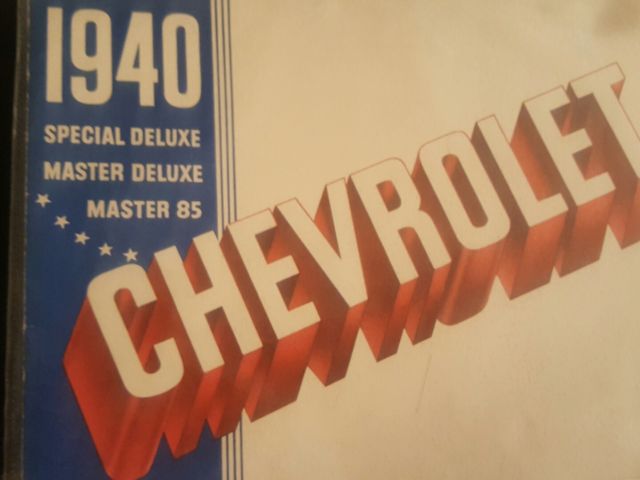 1940
SPECIAL DELUXE
MASTER DELUXE
MASTER 85
CHEVROLET